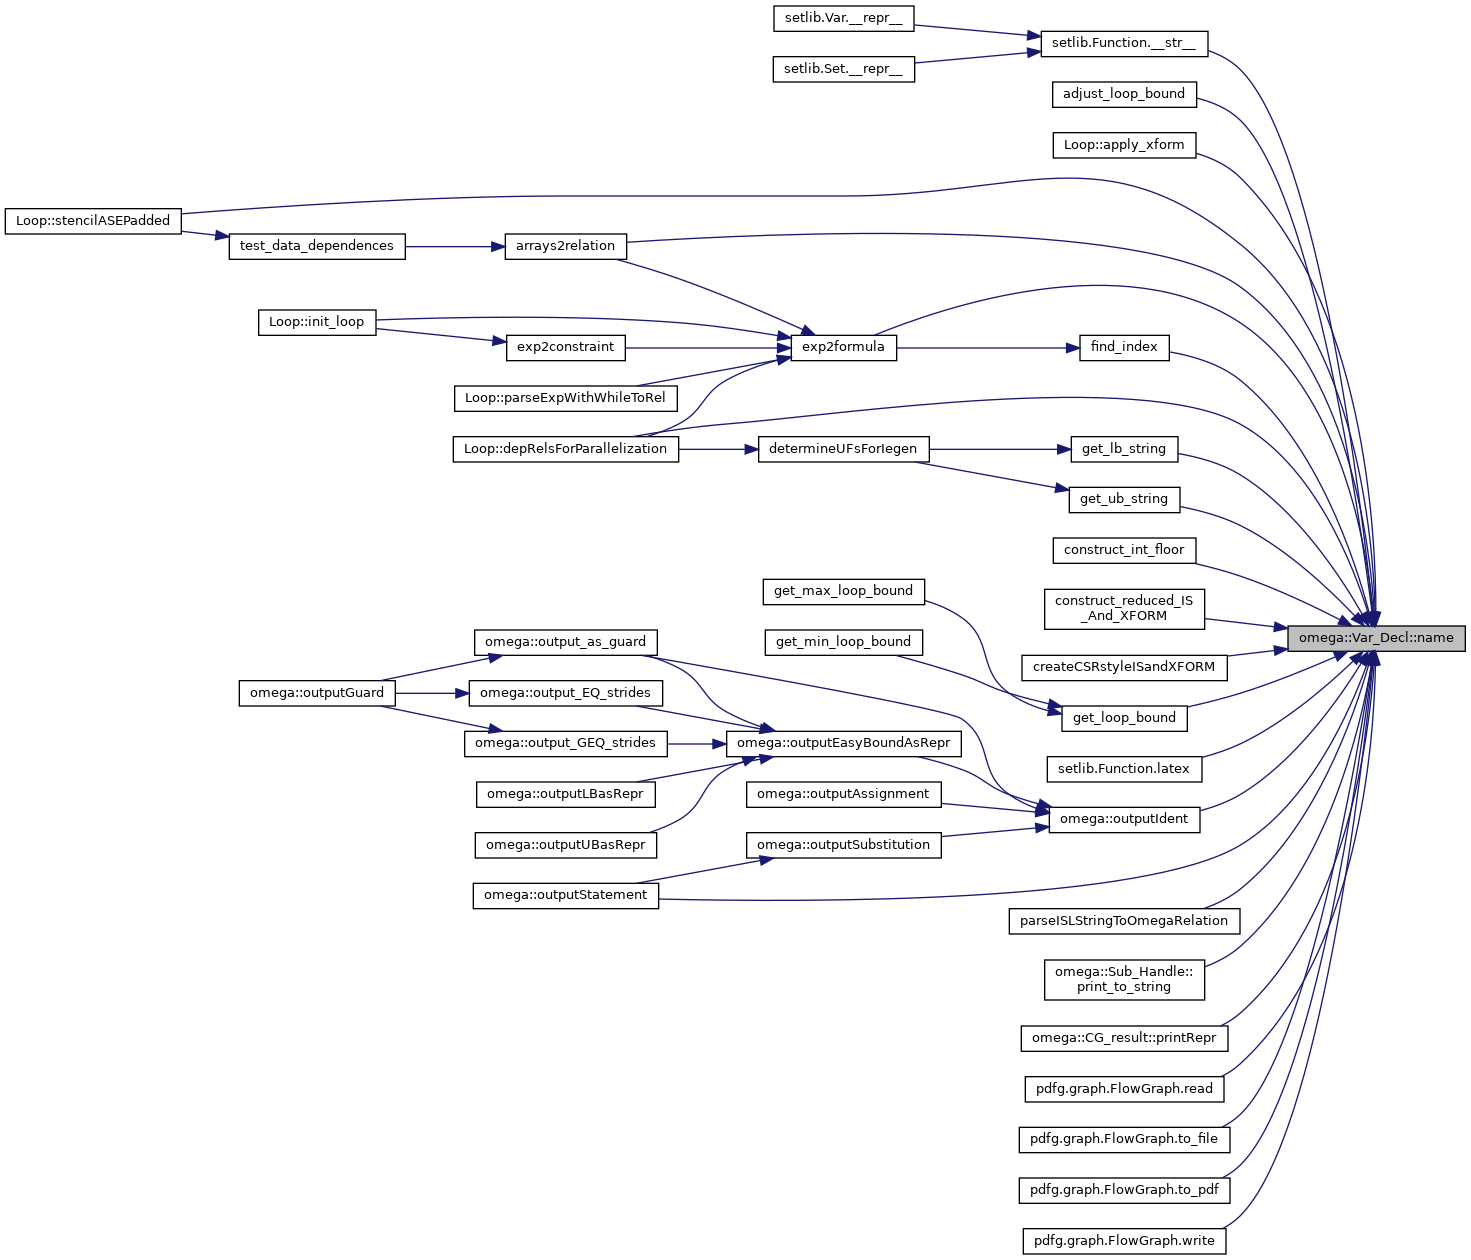 setlib.Var.__repr__
setlib.Function.__str__
setlib.Set.__repr__
adjust_loop_bound
Loop::apply_xform
Loop::stencilASEPadded
test_data_dependences
arrays2relation
Loop::init_loop
exp2constraint
exp2formula
find_index
Loop::parseExpWithWhileToRel
Loop::depRelsForParallelization
determineUFsForIegen
get_lb_string
get_ub_string
construct_int_floor
get_max_loop_bound
construct_reduced_IS
_And_XFORM
omega::Var_Decl::name
omega::output_as_guard
get_min_loop_bound
createCSRstyleISandXFORM
omega::outputGuard
omega::output_EQ_strides
get_loop_bound
omega::output_GEQ_strides
omega::outputEasyBoundAsRepr
setlib.Function.latex
omega::outputLBasRepr
omega::outputAssignment
omega::outputIdent
omega::outputUBasRepr
omega::outputSubstitution
omega::outputStatement
parseISLStringToOmegaRelation
omega::Sub_Handle::
print_to_string
omega::CG_result::printRepr
pdfg.graph.FlowGraph.read
pdfg.graph.FlowGraph.to_file
pdfg.graph.FlowGraph.to_pdf
pdfg.graph.FlowGraph.write